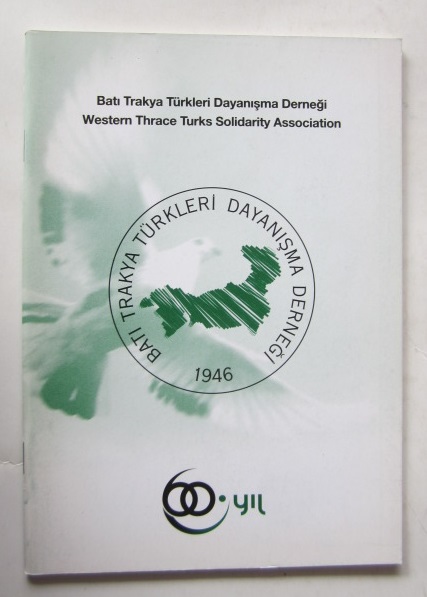 Batı Trakya Türkleri Dayanışma Derneği
Western Thrace Turks Solidarity Association
BATI TRAKYA TÜRKLERİ DAYANIŞMA DERNEĞİ
1946
60.yıl